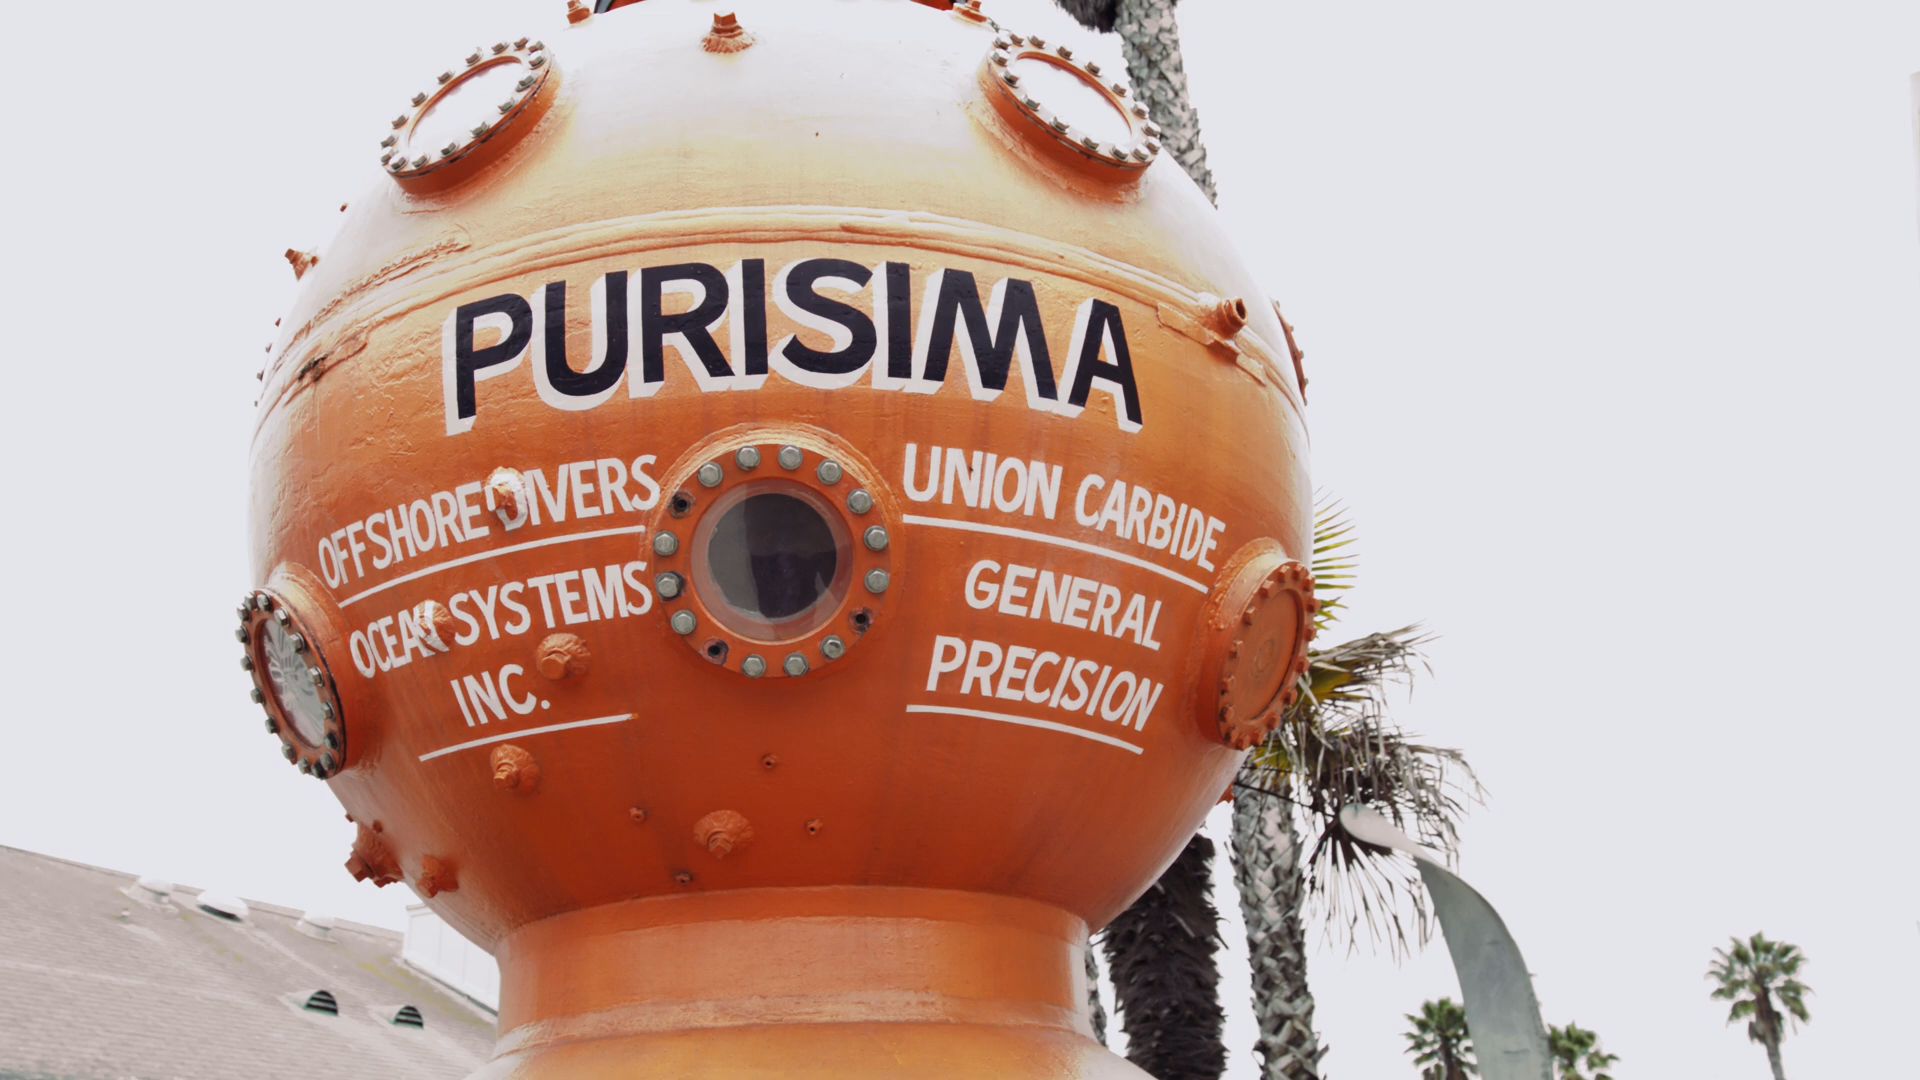 PURISIMA
OFFSHORE DIVERS
OCEAN SYSTEMS
INC.
UNION CARBIDE
GENERAL
PRECISION